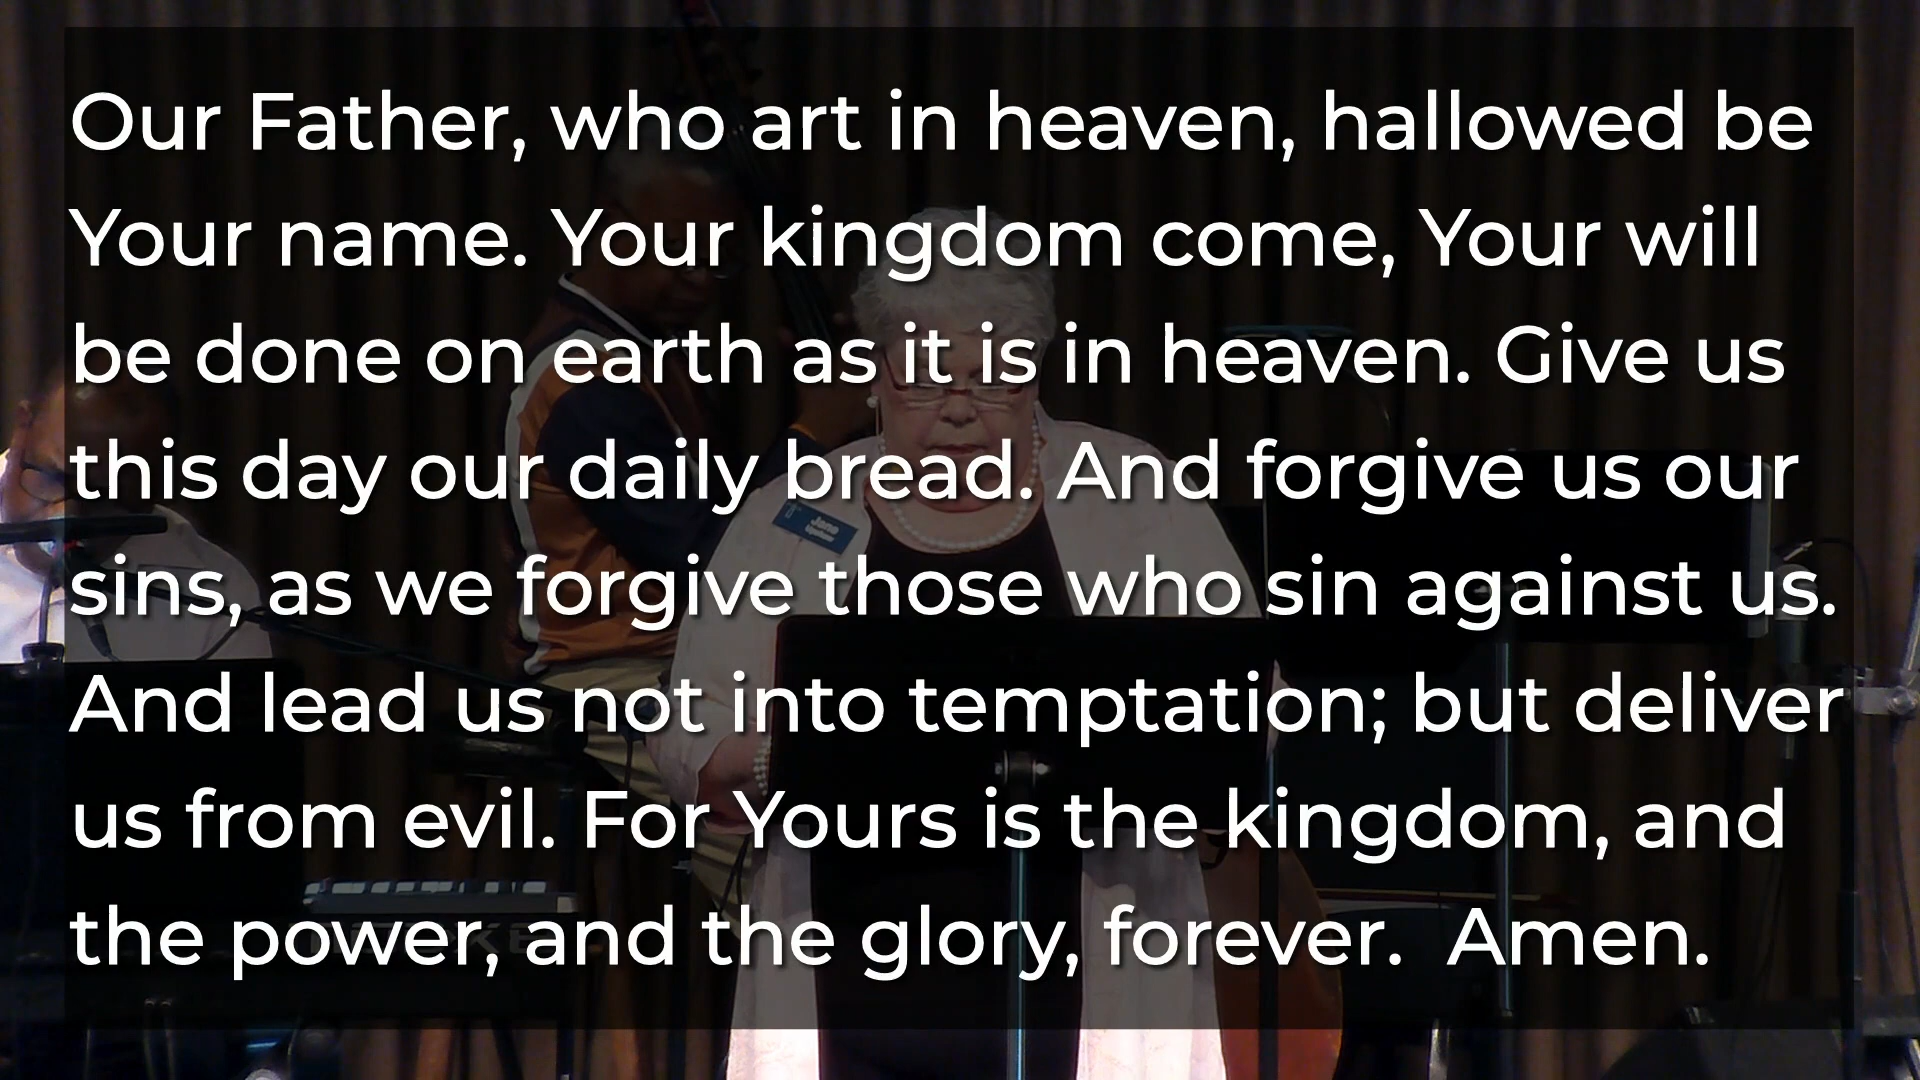 Our Father, who art in heaven, hallowed be
Your name. Your kingdom come, Your will
be done on earth as it is in heaven. Give us
this day our daily bread. And forgive us our
sins, as we forgive those who sin against us.
And lead us not into temptation; but deliver
us from evil. For Yours is the kingdom, and
the power, and the glory, forever.  Amen.
Jane